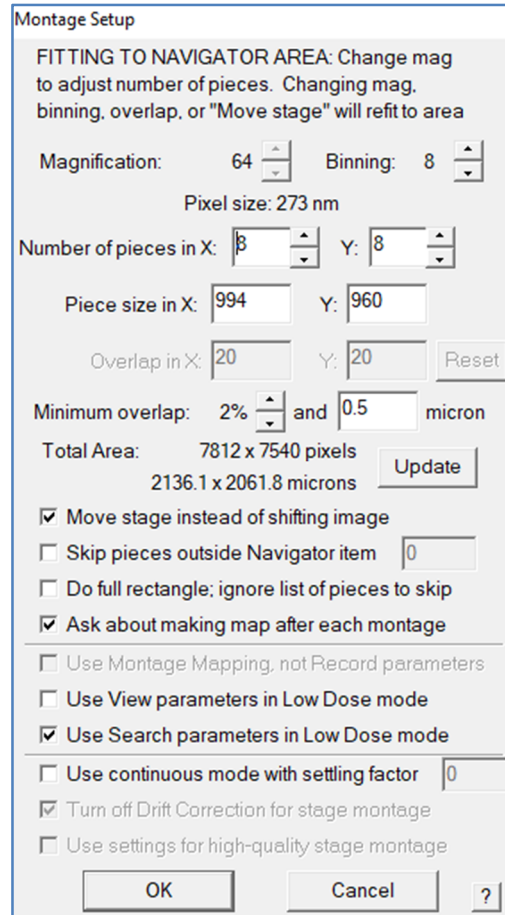 Montage Setup
FITTING TO NAVIGATOR AREA: Change mag
to adjust number of pieces. Changing mag,
binning, overlap, or "Move stage" will refit to area
Magnification: 64 Binning: 8
Pixel size: 273 nm
Number of pieces in X: 8 Y: 8
Piece size in X: 994 Y: 960
Overlap in X: 20 Y: 20 Reset
Minimum overlap: 2% and 0.5 micron
Total Area: 7812 x 7540 pixels
2136.1 x 2061.8 microns
Update
Move stage instead of shifting image
Skip pieces outside Navigator item 0
Do full rectangle; ignore list of pieces to skip
Ask about making map after each montage
Use Montage Mapping, not Record parameters
Use View parameters in Low Dose mode
Use Search parameters in Low Dose mode
Use continuous mode with settling factor 0
Turn off Drift Correction for stage montage
Use settings for high-quality stage montage
OK Cancel ?